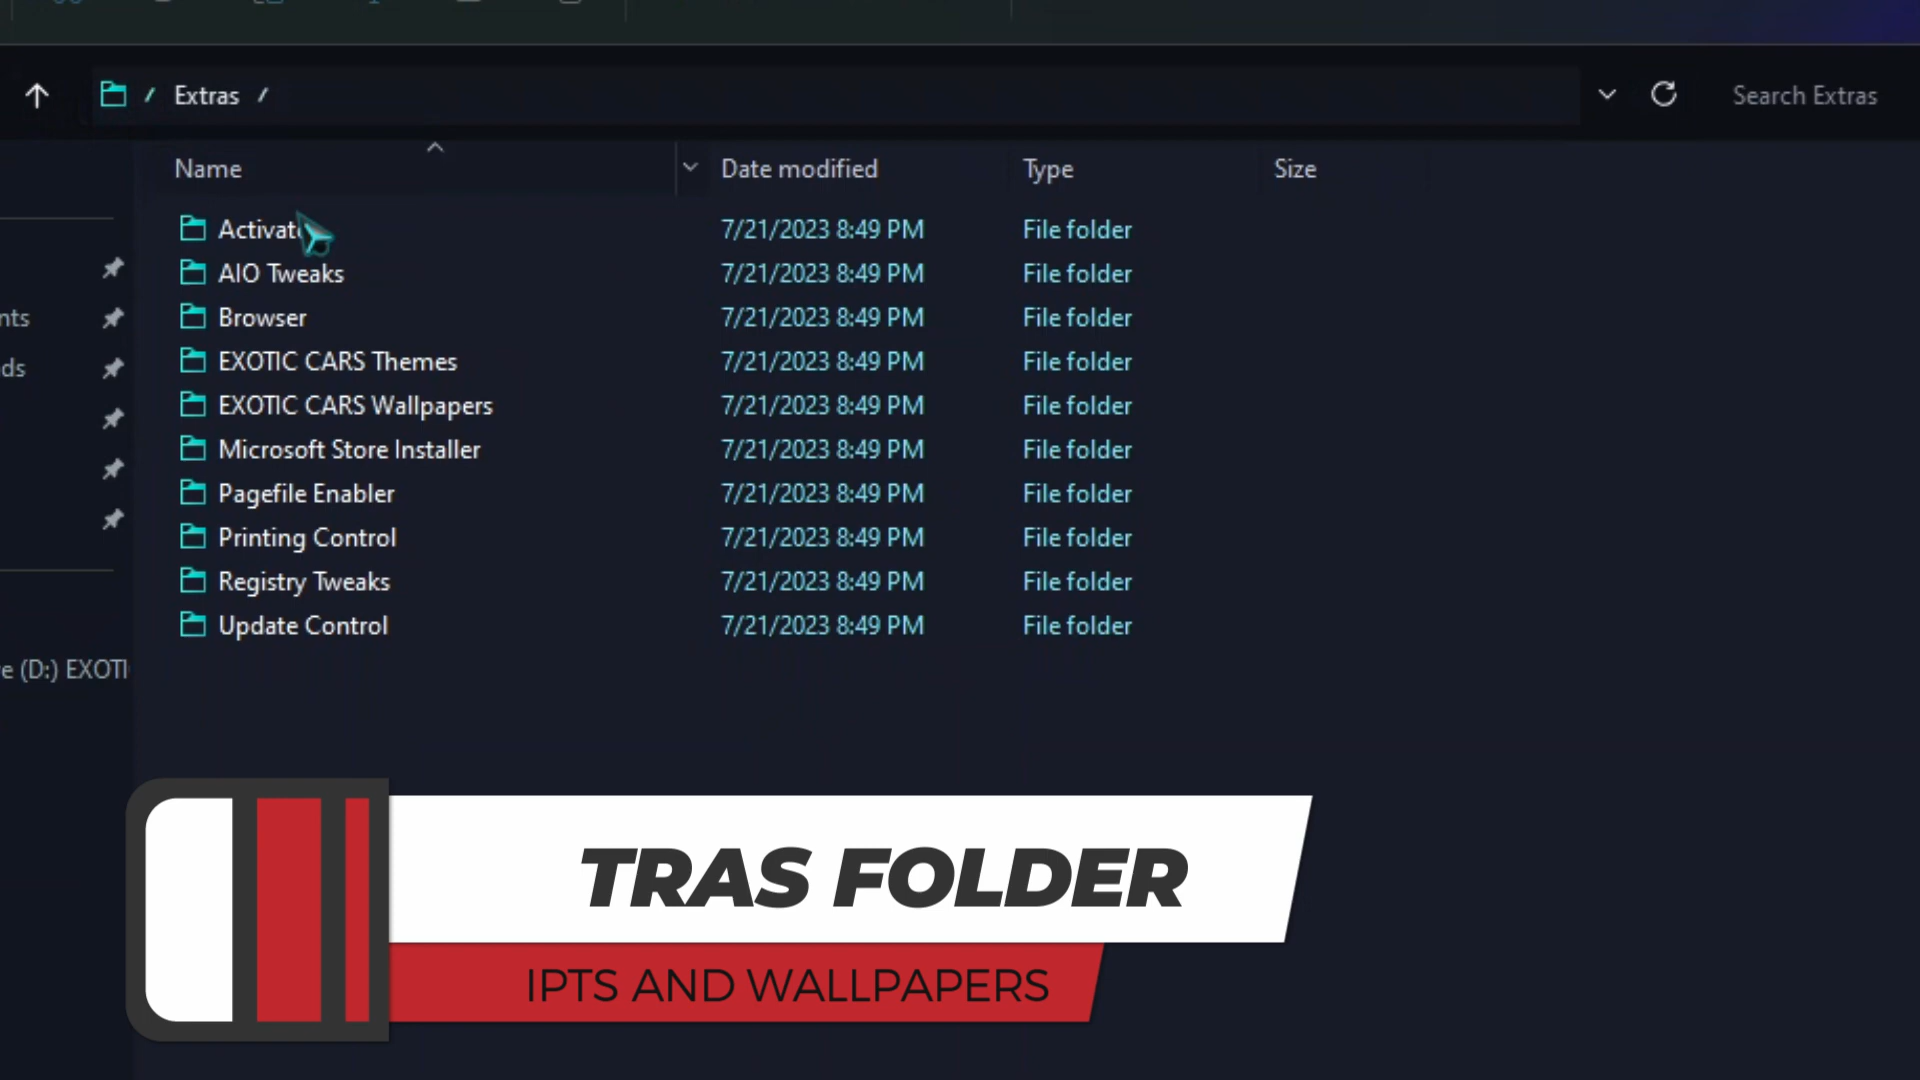 Extras
Search Extras
Name Date modified Type Size
Activat 7/21/2023 8:49 PM File folder
AIO Tweaks 7/21/2023 8:49 PM File folder
Browser 7/21/2023 8:49 PM File folder
EXOTIC CARS Themes 7/21/2023 8:49 PM File folder
EXOTIC CARS Wallpapers 7/21/2023 8:49 PM File folder
Microsoft Store Installer 7/21/2023 8:49 PM File folder
Pagefile Enabler 7/21/2023 8:49 PM File folder
Printing Control 7/21/2023 8:49 PM File folder
Registry Tweaks 7/21/2023 8:49 PM File folder
Update Control 7/21/2023 8:49 PM File folder
nts
ds
e (D:) EXOTI
TRAS FOLDER
IPTS AND WALLPAPERS